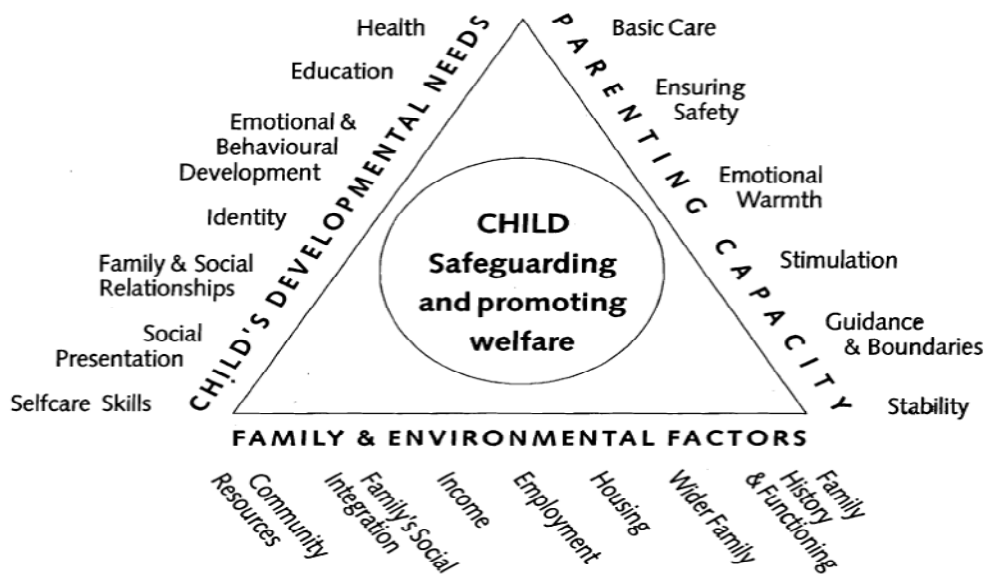 Health
Education
Emotional &
Behavioural
Development
Identity
Family & Social
Relationships
Social
Presentation
Selfcare Skills
CHILD'S DEVELOPMENTAL NEEDS
PARENTING CAPACITY
Basic Care
Ensuring
Safety
Emotional
Warmth
Stimulation
Guidance
& Boundaries
Stability
CHILD
Safeguarding
and promoting
welfare
FAMILY & ENVIRONMENTAL FACTORS
Community
Resources
Family's Social
Integration
Income
Employment
Housing
Wider Family
Family
History
& Functioning